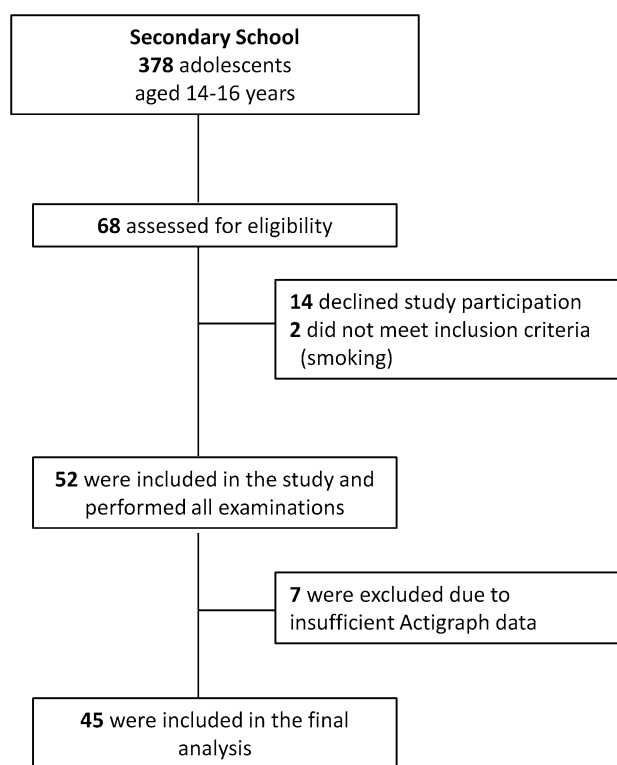 Secondary School
378 adolescents
aged 14-16 years
68 assessed for eligibility
14 declined study participation
2 did not meet inclusion criteria
(smoking)
52 were included in the study and
performed all examinations
7 were excluded due to
insufficient Actigraph data
45 were included in the final
analysis